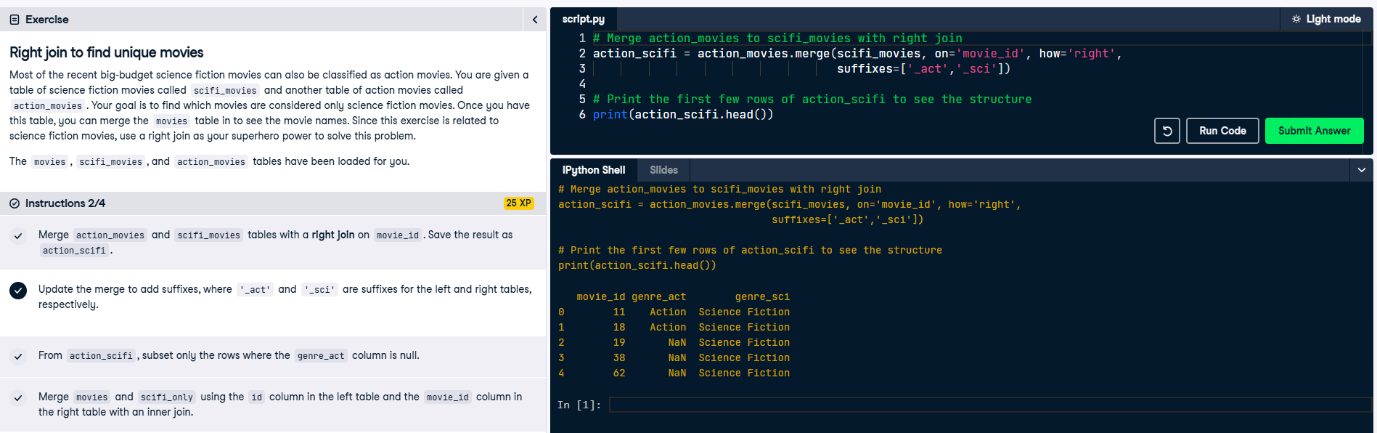 Exercise
Right join to find unique movies
Most of the recent big-budget science fiction movies can also be classified as action movies. You are given a
table of science fiction movies called scifi_movies and another table of action movies called
action_movies. Your goal is to find which movies are considered only science fiction movies. Once you have
this table, you can merge the movies table in to see the movie names. Since this exercise is related to
science fiction movies, use a right join as your superhero power to solve this problem.
The movies, scifi_movies, and action_movies tables have been loaded for you.
Instructions 2/4
25 XP
Merge action_movies and scifi_movies tables with a right join on movie_id. Save the result as
action_scifi.
Update the merge to add suffixes, where '_act' and '_sci' are suffixes for the left and right tables,
respectively.
From action_scifi, subset only the rows where the genre_act column is null.
Merge movies and scifi_only using the id column in the left table and the movie_id column in
the right table with an inner join.
script.py
Light mode
1 # Merge action_movies to scifi_movies with right join
2 action_scifi = action_movies.merge(scifi_movies, on='movie_id', how='right',
3 suffixes=['_act','_sci'])
4
5 # Print the first few rows of action_scifi to see the structure
6 print(action_scifi.head())
Run Code
Submit Answer
IPython Shell
Slides
# Merge action_movies to scifi_movies with right join
action_scifi = action_movies.merge(scifi_movies, on='movie_id', how='right',
suffixes=['_act','_sci'])
# Print the first few rows of action_scifi to see the structure
print(action_scifi.head())
movie_id genre_act genre_sci
0 11 Action Science Fiction
1 18 Action Science Fiction
2 19 NaN Science Fiction
3 38 NaN Science Fiction
4 62 NaN Science Fiction
In [1]: